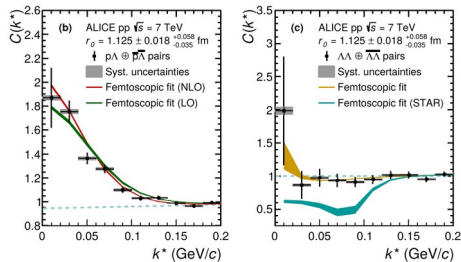 C(k*)
2.6
2.4
2.2
2
1.8
1.6
1.4
1.2
1
0.8
(b) ALICE pp √s = 7 TeV
r₀ = 1.125 ± 0.018 +0.058 -0.035 fm
pΛ ⊕ p̅Λ̅ pairs
Syst. uncertainties
Femtoscopic fit (NLO)
Femtoscopic fit (LO)
0 0.05 0.1 0.15 0.2
k* (GeV/c)
C(k*)
3.5
3
2.5
2
1.5
1
0.5
(c) ALICE pp √s = 7 TeV
r₀ = 1.125 ± 0.018 +0.058 -0.035 fm
ΛΛ ⊕ Λ̅Λ̅ pairs
Syst. uncertainties
Femtoscopic fit
Femtoscopic fit (STAR)
0 0.05 0.1 0.15 0.2
k* (GeV/c)